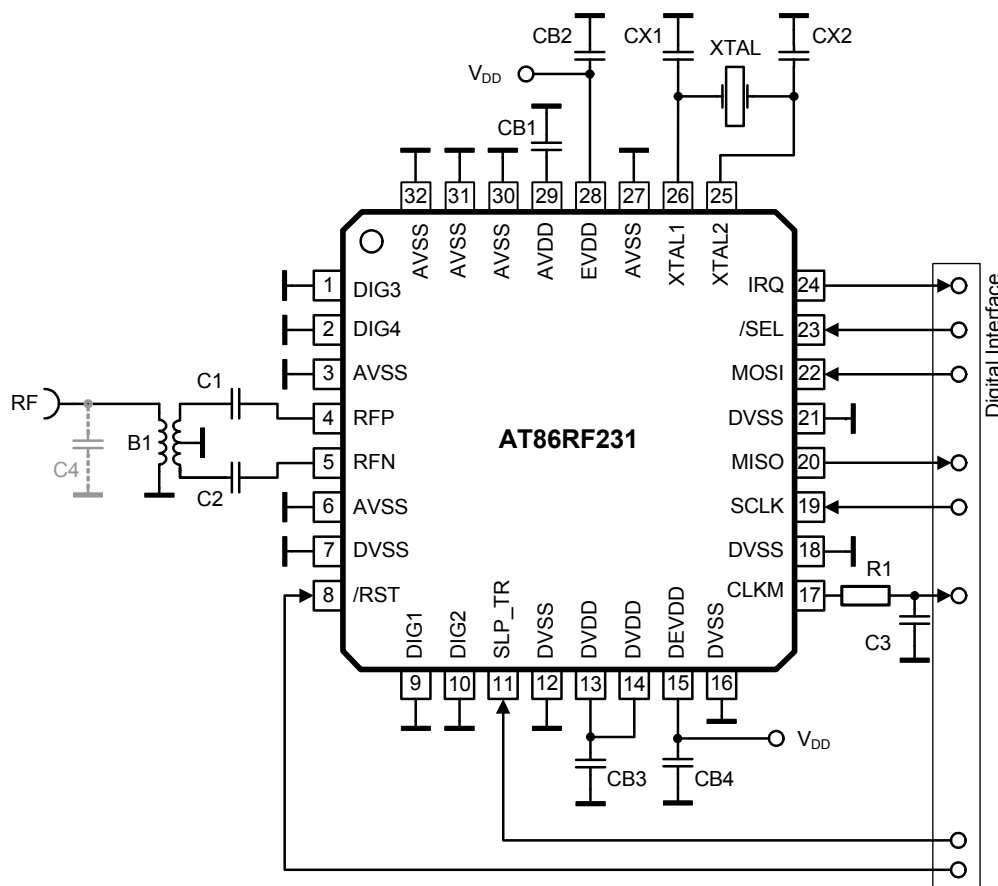 CB2
CX1
XTAL
CX2
VDD
CB1
32 31 30 29 28 27 26 25
AVSS AVSS AVSS AVDD EVDD AVSS XTAL1 XTAL2
1 DIG3
2 DIG4
3 AVSS
4 RFP
5 RFN
6 AVSS
7 DVSS
8 /RST
IRQ 24
/SEL 23
MOSI 22
DVSS 21
MISO 20
SCLK 19
DVSS 18
CLKM 17
AT86RF231
RF
C4
B1
C1
C2
R1
C3
Digital Interface
DIG1 DIG2 SLP_TR DVSS DVDD DVDD DEVDD DVSS
9 10 11 12 13 14 15 16
VDD
CB3
CB4